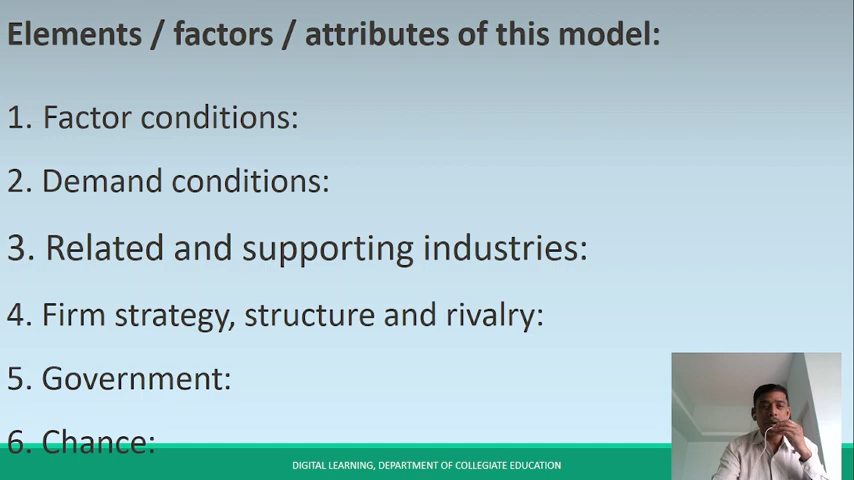 Elements / factors / attributes of this model:
1. Factor conditions:
2. Demand conditions:
3. Related and supporting industries:
4. Firm strategy, structure and rivalry:
5. Government:
6. Chance:
DIGITAL LEARNING, DEPARTMENT OF COLLEGIATE EDUCATION